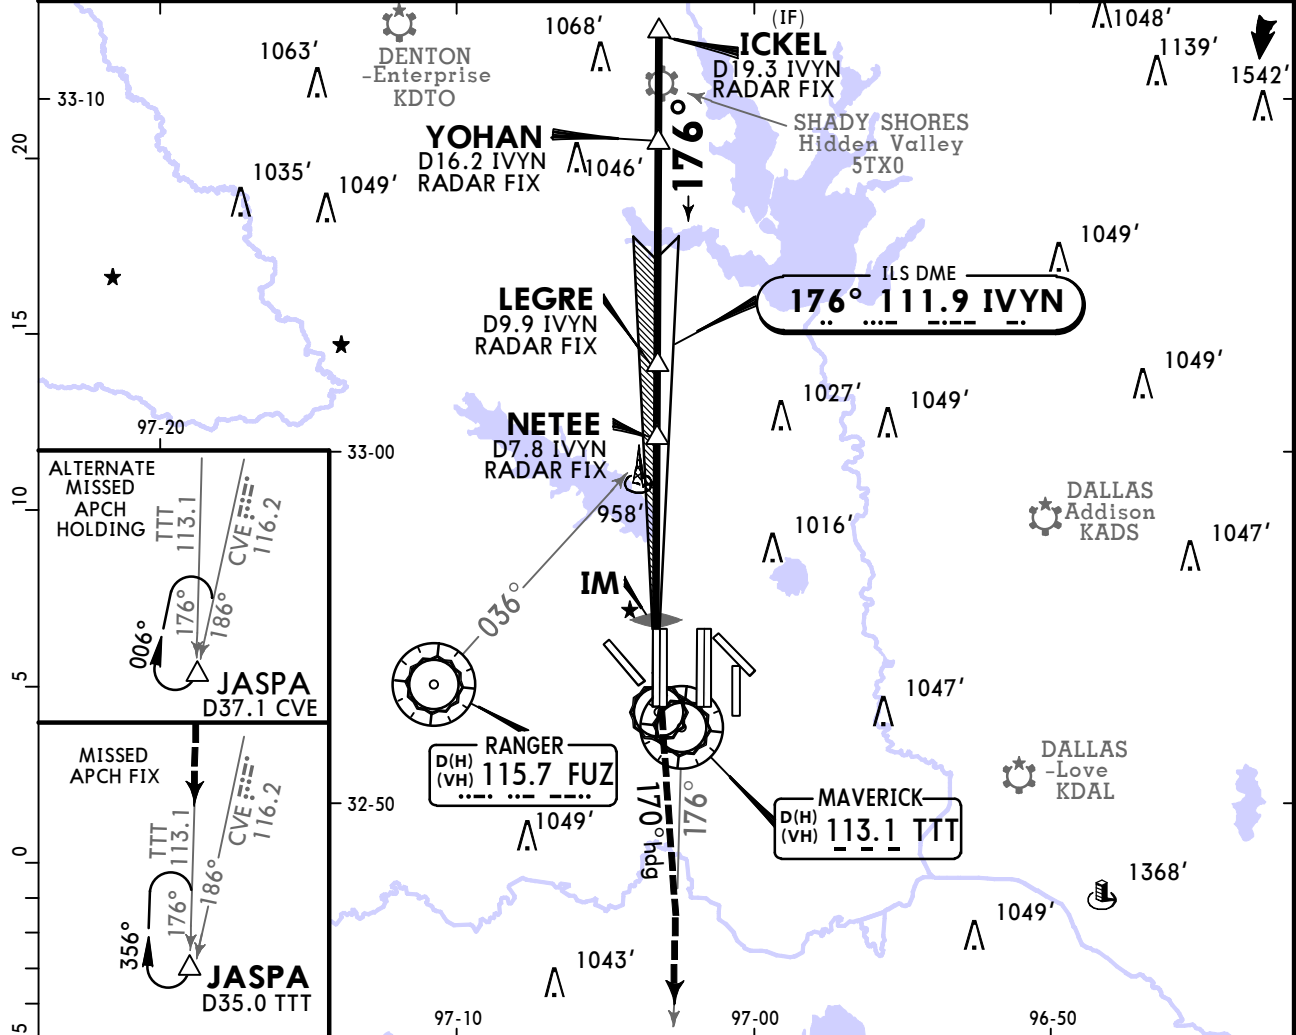 1063'
DENTON
-Enterprise
KDTO
1068'
(IF)
ICKEL
D19.3 IVYN
RADAR FIX
1048'
1139'
1542'
33-10
20
YOHAN
D16.2 IVYN
RADAR FIX
1046'
176°
SHADY SHORES
Hidden Valley
5TX0
1035'
1049'
1049'
ILS DME
176° 111.9 IVYN
15
LEGRE
D9.9 IVYN
RADAR FIX
1049'
1027'
1049'
97-20
33-00
NETEE
D7.8 IVYN
RADAR FIX
958'
10
ALTERNATE
MISSED
APCH
HOLDING
TTT
113.1
CVE
116.2
176°
186°
006°
JASPA
D37.1 CVE
DALLAS
Addison
KADS
1016'
1047'
IM
036°
5
1047'
RANGER
D(H)
(VH)
115.7 FUZ
MISSED
APCH FIX
TTT
113.1
CVE
116.2
176°
186°
356°
JASPA
D35.0 TTT
32-50
1049'
170° hdg
176°
MAVERICK
D(H)
(VH)
113.1 TTT
DALLAS
-Love
KDAL
0
1368'
1049'
1043'
5
97-10
97-00
96-50